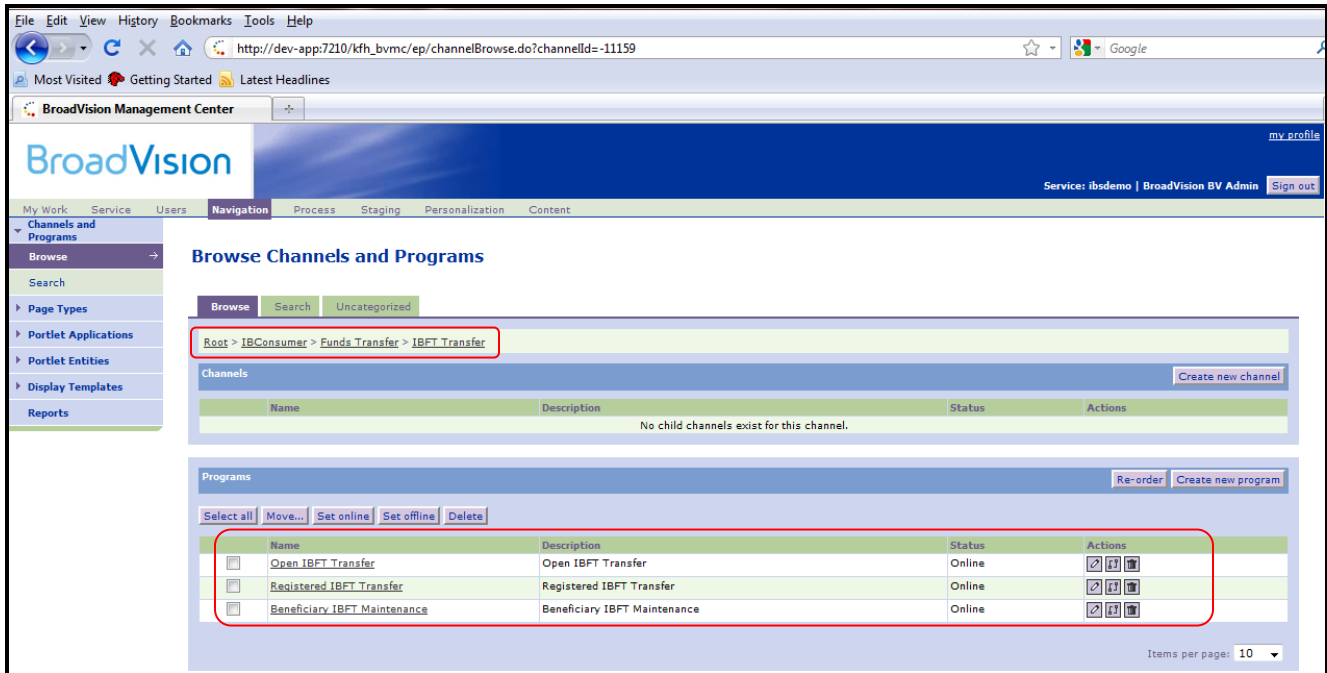 File Edit View History Bookmarks Tools Help
http://dev-app:7210/kfh_bvmc/ep/channelBrowse.do?channelId=-11159
Google
Most Visited Getting Started Latest Headlines
BroadVision Management Center
my profile
BroadVision
Service: ibsdemo | BroadVision BV Admin Sign out
My Work Service Users Navigation Process Staging Personalization Content
Channels and
Programs
Browse
Browse Channels and Programs
Search
Browse Search Uncategorized
Page Types
Portlet Applications
Root > IBConsumer > Funds Transfer > IBFT Transfer
Portlet Entities
Channels Create new channel
Display Templates
Reports
Name Description Status Actions
No child channels exist for this channel.
Programs Re-order Create new program
Select all Move... Set online Set offline Delete
Name Description Status Actions
Open IBFT Transfer Open IBFT Transfer Online
Registered IBFT Transfer Registered IBFT Transfer Online
Beneficiary IBFT Maintenance Beneficiary IBFT Maintenance Online
Items per page: 10